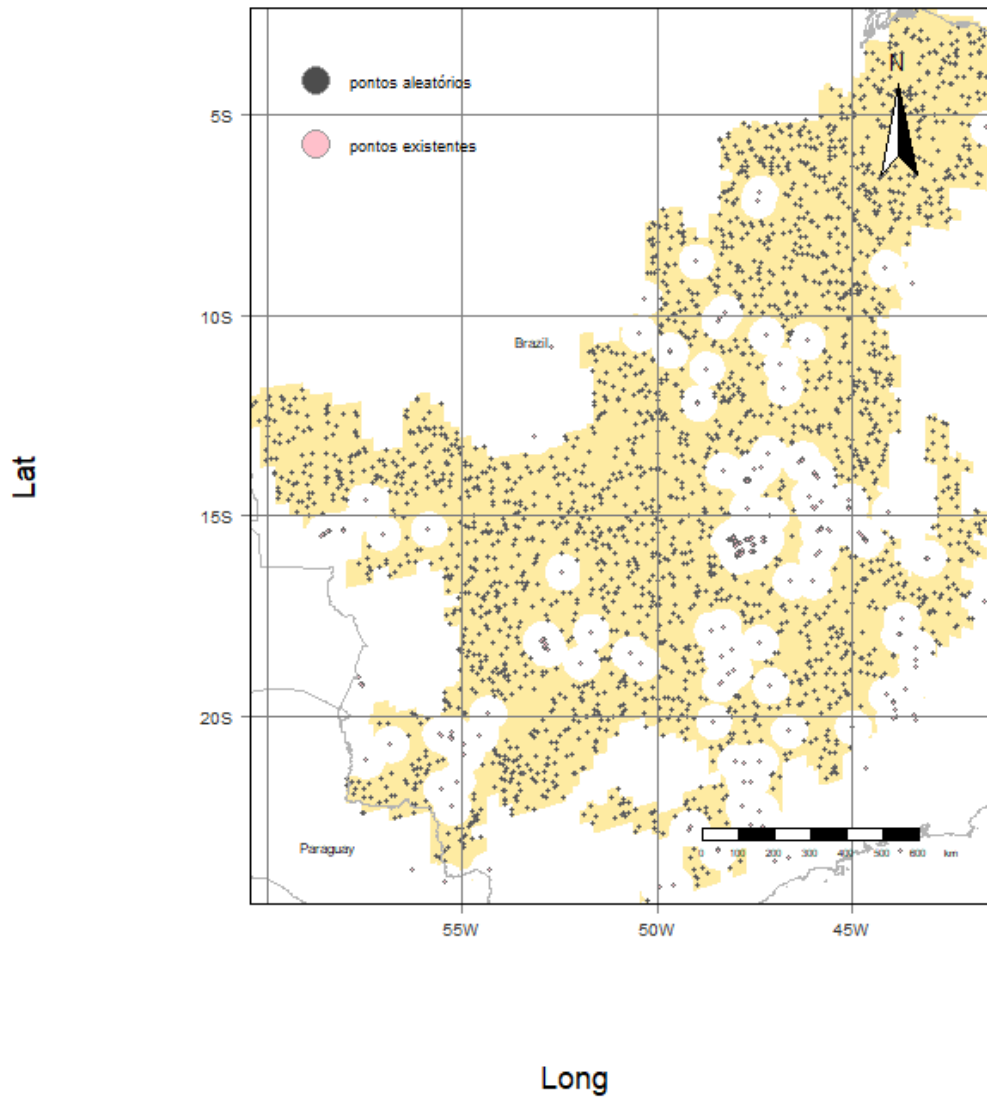 N
pontos aleatórios
pontos existentes
5S
10S
15S
20S
Brazil
Paraguay
0 100 200 300 400 500 600 km
55W 50W 45W
Lat
Long